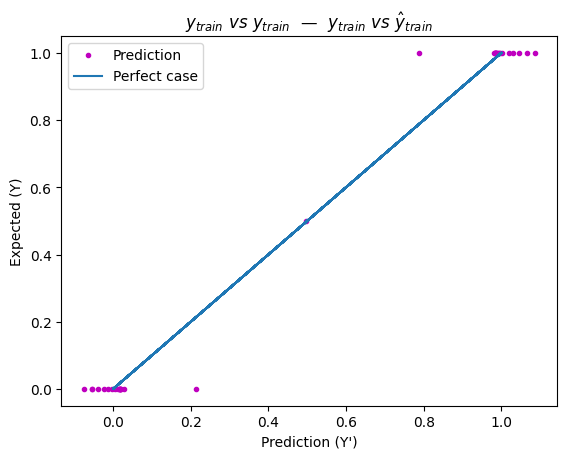 y_train vs y_train — y_train vs ŷ_train
Prediction
Perfect case
Expected (Y)
1.0
0.8
0.6
0.4
0.2
0.0
0.0 0.2 0.4 0.6 0.8 1.0
Prediction (Y')